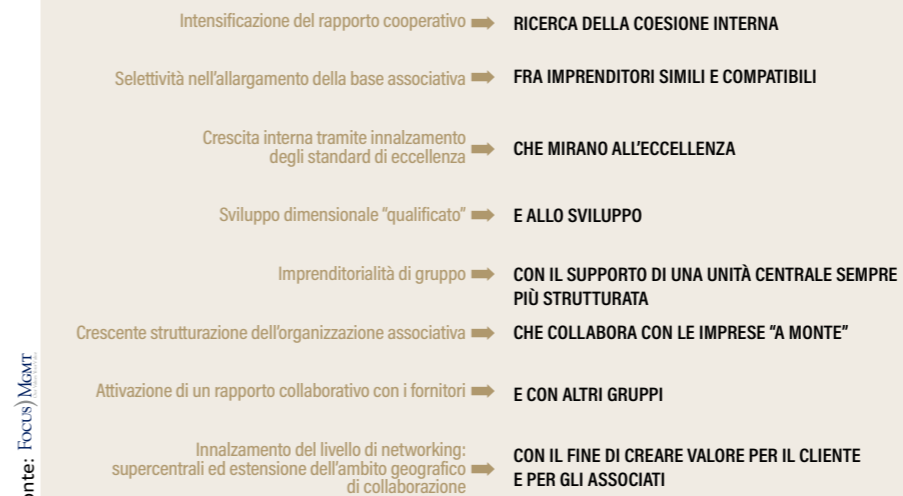 Intensificazione del rapporto cooperativo ➡ RICERCA DELLA COESIONE INTERNA
Selettività nell'allargamento della base associativa ➡ FRA IMPRENDITORI SIMILI E COMPATIBILI
Crescita interna tramite innalzamento
degli standard di eccellenza ➡ CHE MIRANO ALL'ECCELLENZA
Sviluppo dimensionale "qualificato" ➡ E ALLO SVILUPPO
Imprenditorialità di gruppo ➡ CON IL SUPPORTO DI UNA UNITÀ CENTRALE SEMPRE
PIÙ STRUTTURATA
Crescente strutturazione dell'organizzazione associativa ➡ CHE COLLABORA CON LE IMPRESE "A MONTE"
Attivazione di un rapporto collaborativo con i fornitori ➡ E CON ALTRI GRUPPI
Innalzamento del livello di networking:
supercentrali ed estensione dell'ambito geografico
di collaborazione ➡ CON IL FINE DI CREARE VALORE PER IL CLIENTE
E PER GLI ASSOCIATI
onte: FOCUS) MGMT